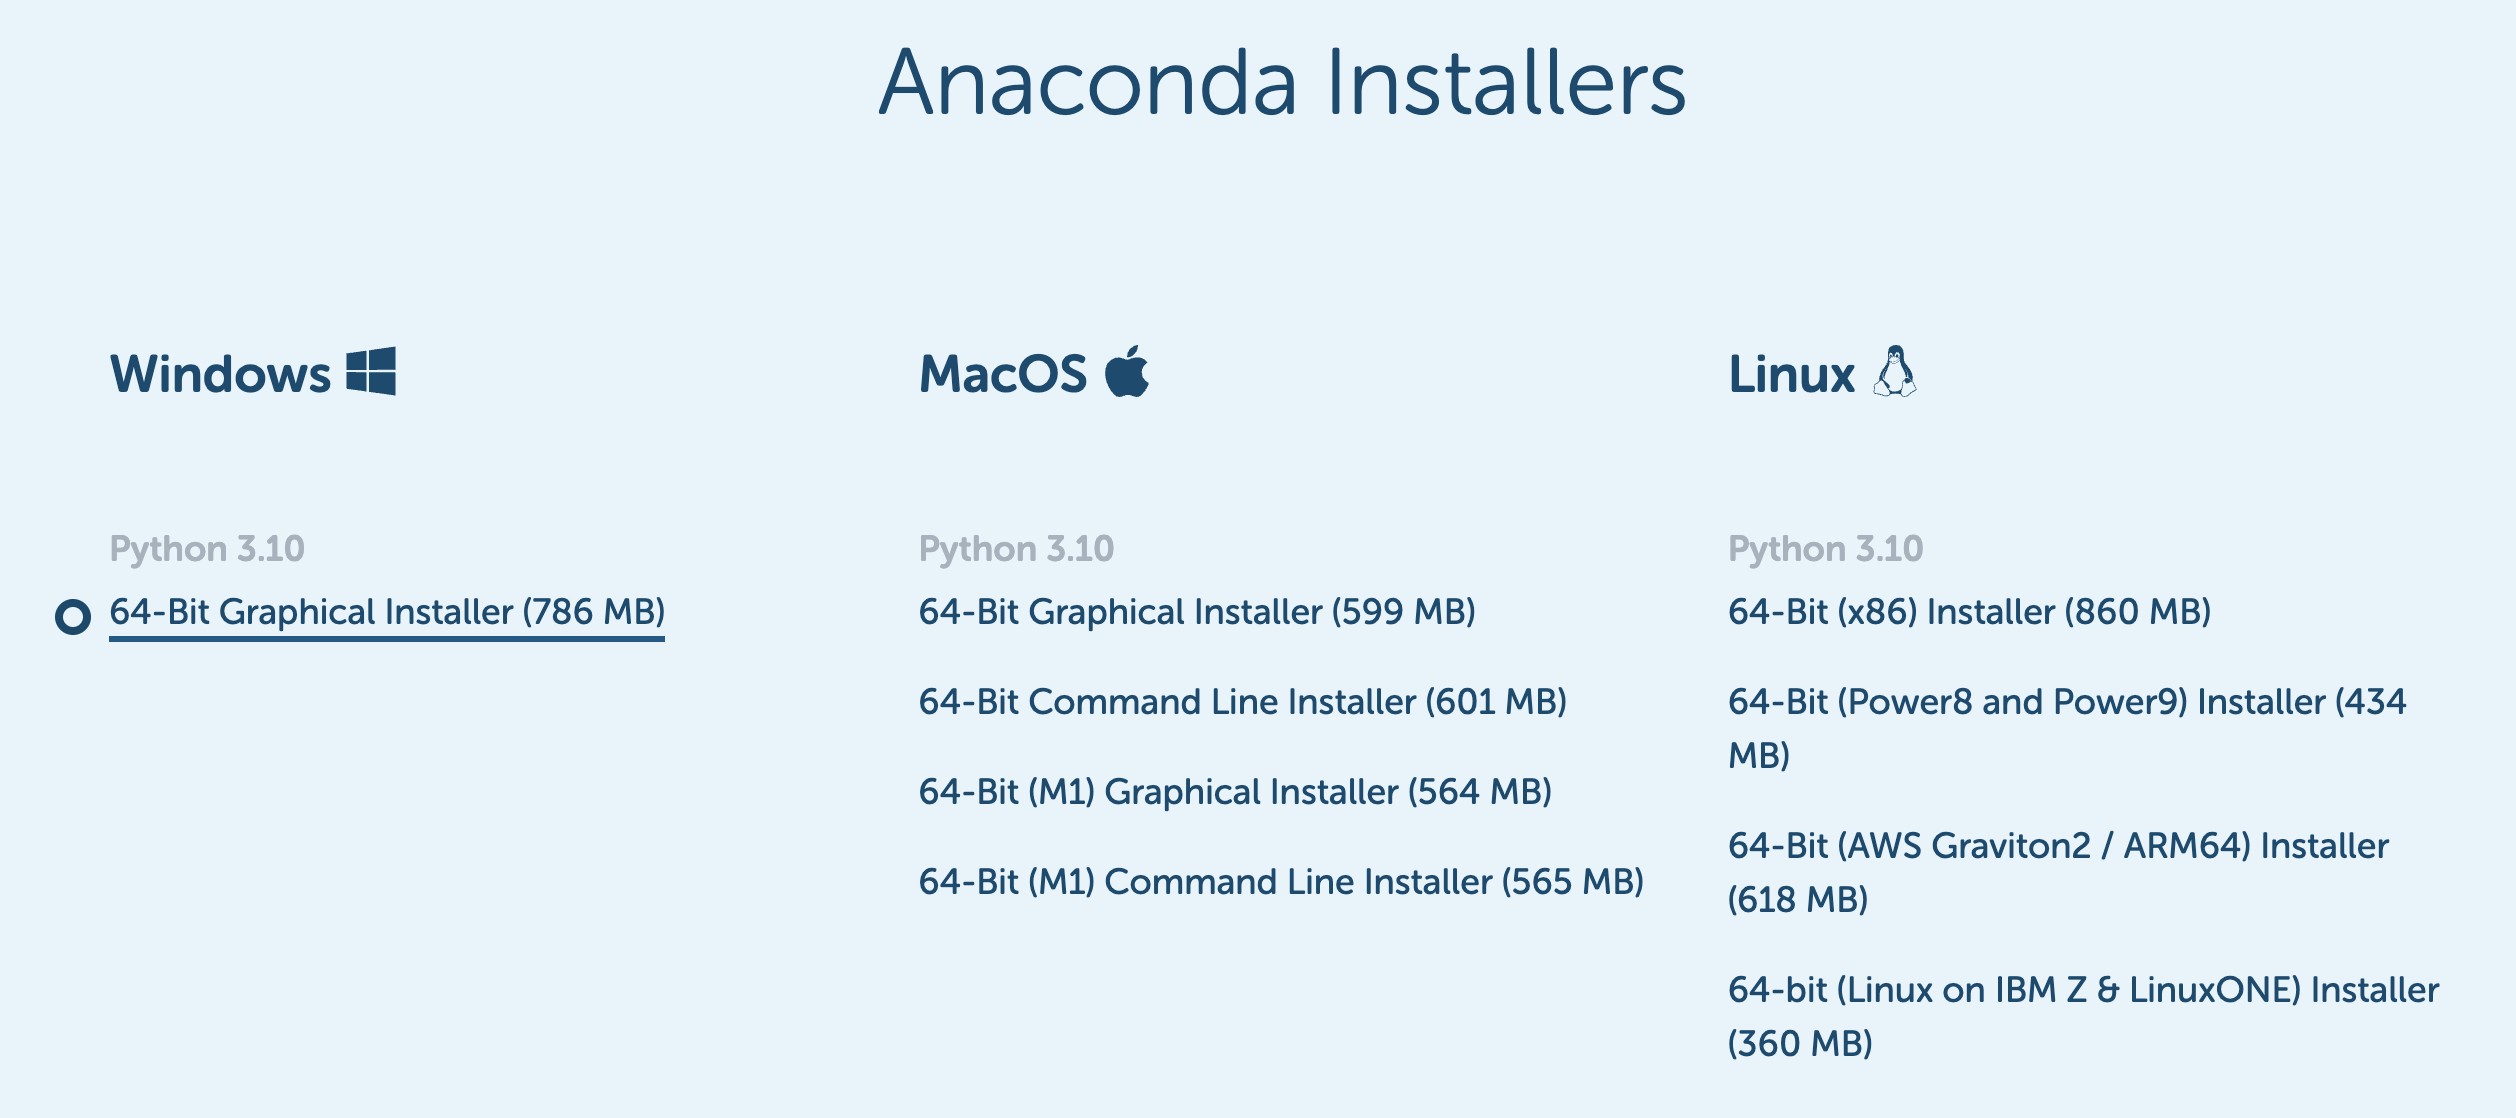 Anaconda Installers
Windows
Python 3.10
64-Bit Graphical Installer (786 MB)
MacOS
Python 3.10
64-Bit Graphical Installer (599 MB)
64-Bit Command Line Installer (601 MB)
64-Bit (M1) Graphical Installer (564 MB)
64-Bit (M1) Command Line Installer (565 MB)
Linux
Python 3.10
64-Bit (x86) Installer (860 MB)
64-Bit (Power8 and Power9) Installer (434
MB)
64-Bit (AWS Graviton2 / ARM64) Installer
(618 MB)
64-bit (Linux on IBM Z & LinuxONE) Installer
(360 MB)